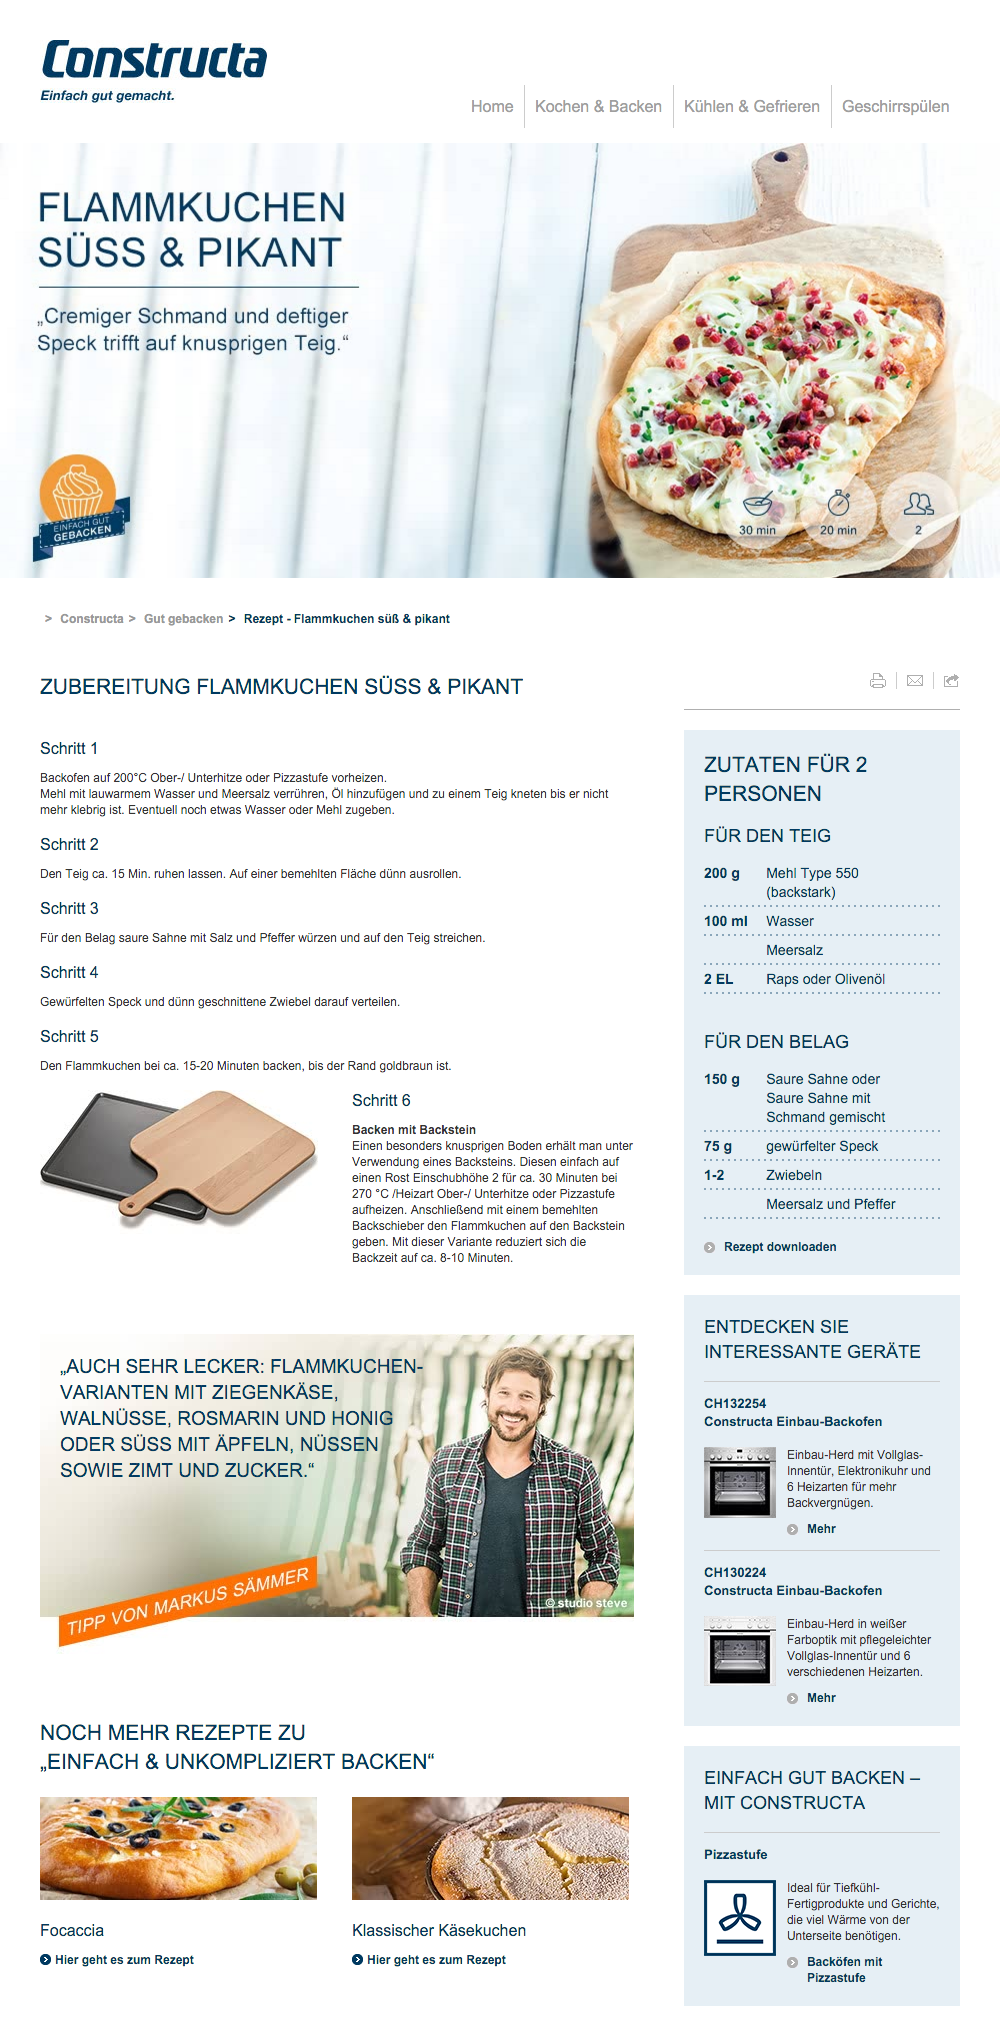 Constructa
Einfach gut gemacht.
Home
Kochen & Backen
Kühlen & Gefrieren
Geschirrspülen
FLAMMKUCHEN
SÜSS & PIKANT
„Cremiger Schmand und deftiger
Speck trifft auf knusprigen Teig.“
EINFACH GUT
GEBACKEN
30 min
20 min
2
> Constructa > Gut gebacken > Rezept - Flammkuchen süß & pikant
ZUBEREITUNG FLAMMKUCHEN SÜSS & PIKANT
Schritt 1
Backofen auf 200°C Ober-/ Unterhitze oder Pizzastufe vorheizen.
Mehl mit lauwarmem Wasser und Meersalz verrühren, Öl hinzufügen und zu einem Teig kneten bis er nicht
mehr klebrig ist. Eventuell noch etwas Wasser oder Mehl zugeben.
Schritt 2
Den Teig ca. 15 Min. ruhen lassen. Auf einer bemehlten Fläche dünn ausrollen.
Schritt 3
Für den Belag saure Sahne mit Salz und Pfeffer würzen und auf den Teig streichen.
Schritt 4
Gewürfelten Speck und dünn geschnittene Zwiebel darauf verteilen.
Schritt 5
Den Flammkuchen bei ca. 15-20 Minuten backen, bis der Rand goldbraun ist.
Schritt 6
Backen mit Backstein
Einen besonders knusprigen Boden erhält man unter
Verwendung eines Backsteins. Diesen einfach auf
einen Rost Einschubhöhe 2 für ca. 30 Minuten bei
270 °C /Heizart Ober-/ Unterhitze oder Pizzastufe
aufheizen. Anschließend mit einem bemehlten
Backschieber den Flammkuchen auf den Backstein
geben. Mit dieser Variante reduziert sich die
Backzeit auf ca. 8-10 Minuten.
„AUCH SEHR LECKER: FLAMMKUCHEN-
VARIANTEN MIT ZIEGENKÄSE,
WALNÜSSE, ROSMARIN UND HONIG
ODER SÜSS MIT ÄPFELN, NÜSSEN
SOWIE ZIMT UND ZUCKER.“
TIPP VON MARKUS SÄMMER
© studio steve
NOCH MEHR REZEPTE ZU
„EINFACH & UNKOMPLIZIERT BACKEN“
Focaccia
Hier geht es zum Rezept
Klassischer Käsekuchen
Hier geht es zum Rezept
ZUTATEN FÜR 2
PERSONEN
FÜR DEN TEIG
200 g Mehl Type 550
(backstark)
100 ml Wasser
Meersalz
2 EL Raps oder Olivenöl
FÜR DEN BELAG
150 g Saure Sahne oder
Saure Sahne mit
Schmand gemischt
75 g gewürfelter Speck
1-2 Zwiebeln
Meersalz und Pfeffer
Rezept downloaden
ENTDECKEN SIE
INTERESSANTE GERÄTE
CH132254
Constructa Einbau-Backofen
Einbau-Herd mit Vollglas-
Innentür, Elektronikuhr und
6 Heizarten für mehr
Backvergnügen.
Mehr
CH130224
Constructa Einbau-Backofen
Einbau-Herd in weißer
Farboptik mit pflegeleichter
Vollglas-Innentür und 6
verschiedenen Heizarten.
Mehr
EINFACH GUT BACKEN –
MIT CONSTRUCTA
Pizzastufe
Ideal für Tiefkühl-
Fertigprodukte und Gerichte,
die viel Wärme von der
Unterseite benötigen.
Backöfen mit
Pizzastufe